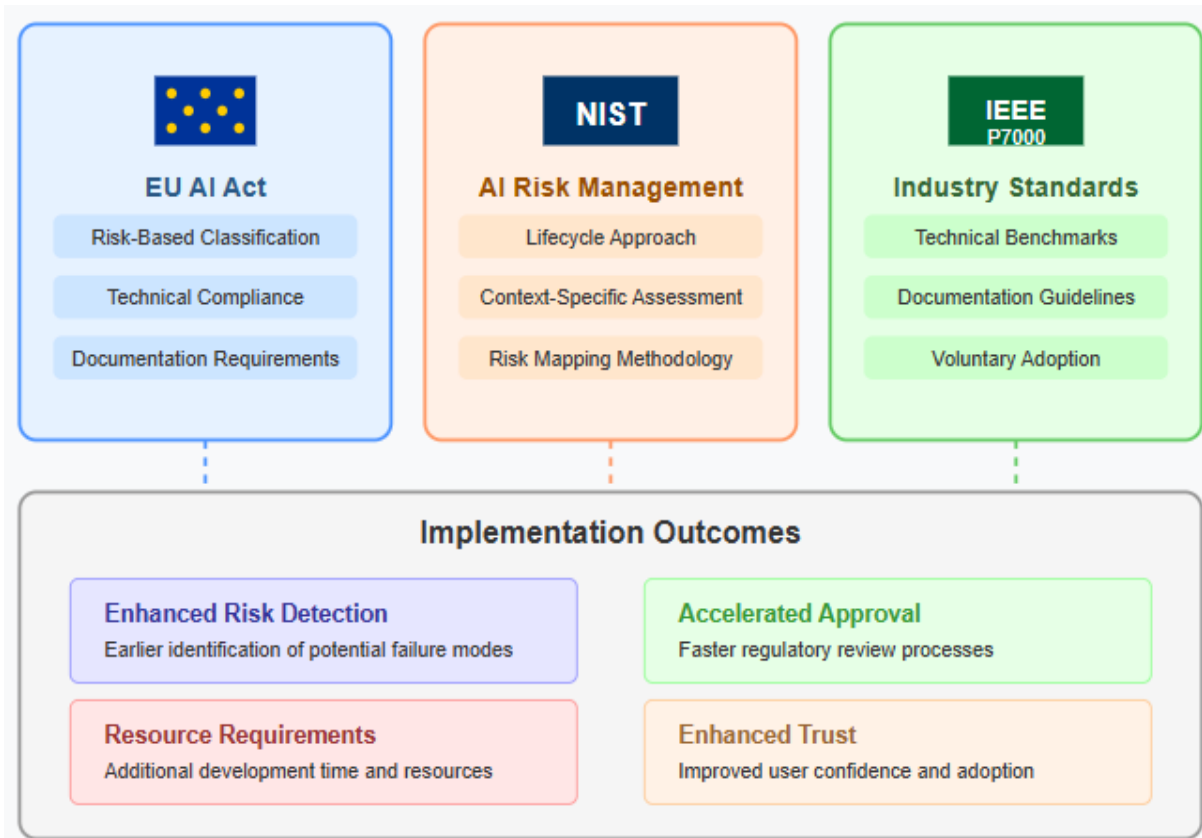 NIST
IEEE
P7000
EU AI Act
AI Risk Management
Industry Standards
Risk-Based Classification
Lifecycle Approach
Technical Benchmarks
Technical Compliance
Context-Specific Assessment
Documentation Guidelines
Documentation Requirements
Risk Mapping Methodology
Voluntary Adoption
Implementation Outcomes
Enhanced Risk Detection
Earlier identification of potential failure modes
Accelerated Approval
Faster regulatory review processes
Resource Requirements
Additional development time and resources
Enhanced Trust
Improved user confidence and adoption